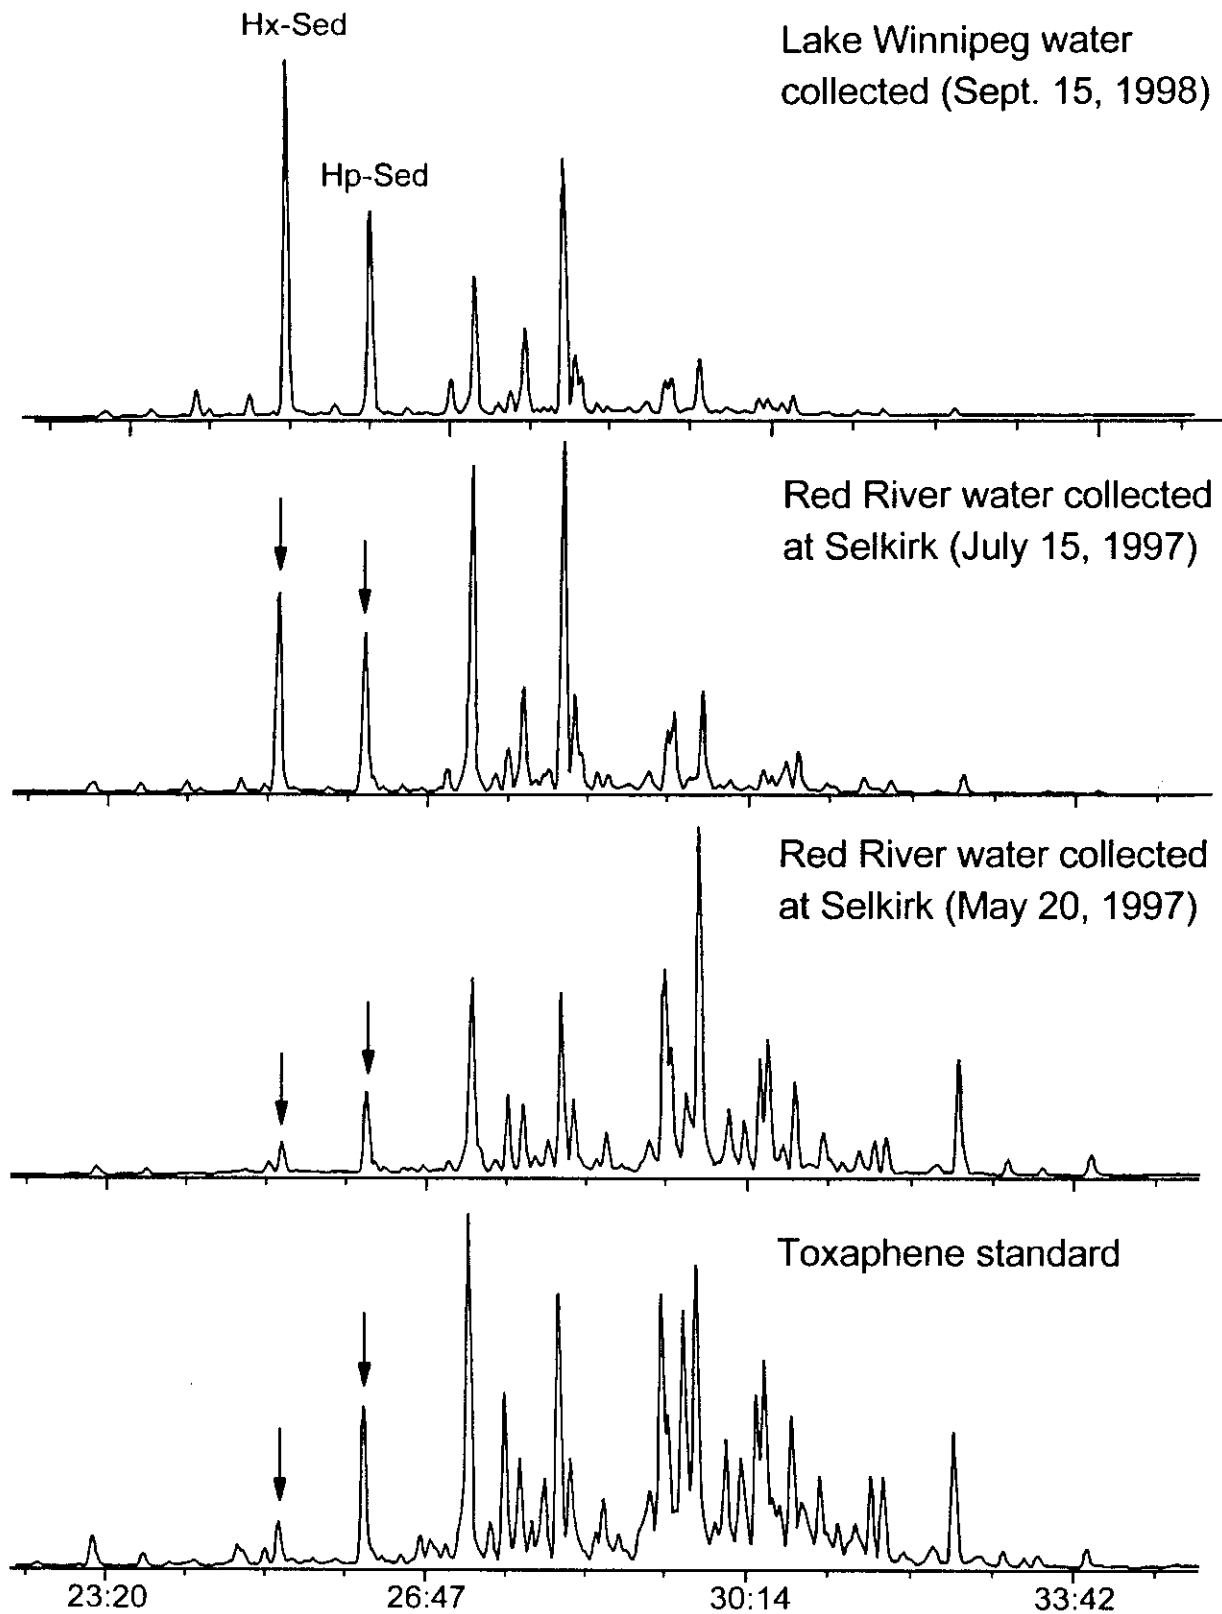 Hx-Sed
Lake Winnipeg water
collected (Sept. 15, 1998)
Hp-Sed
Red River water collected
at Selkirk (July 15, 1997)
Red River water collected
at Selkirk (May 20, 1997)
Toxaphene standard
23:20 26:47 30:14 33:42